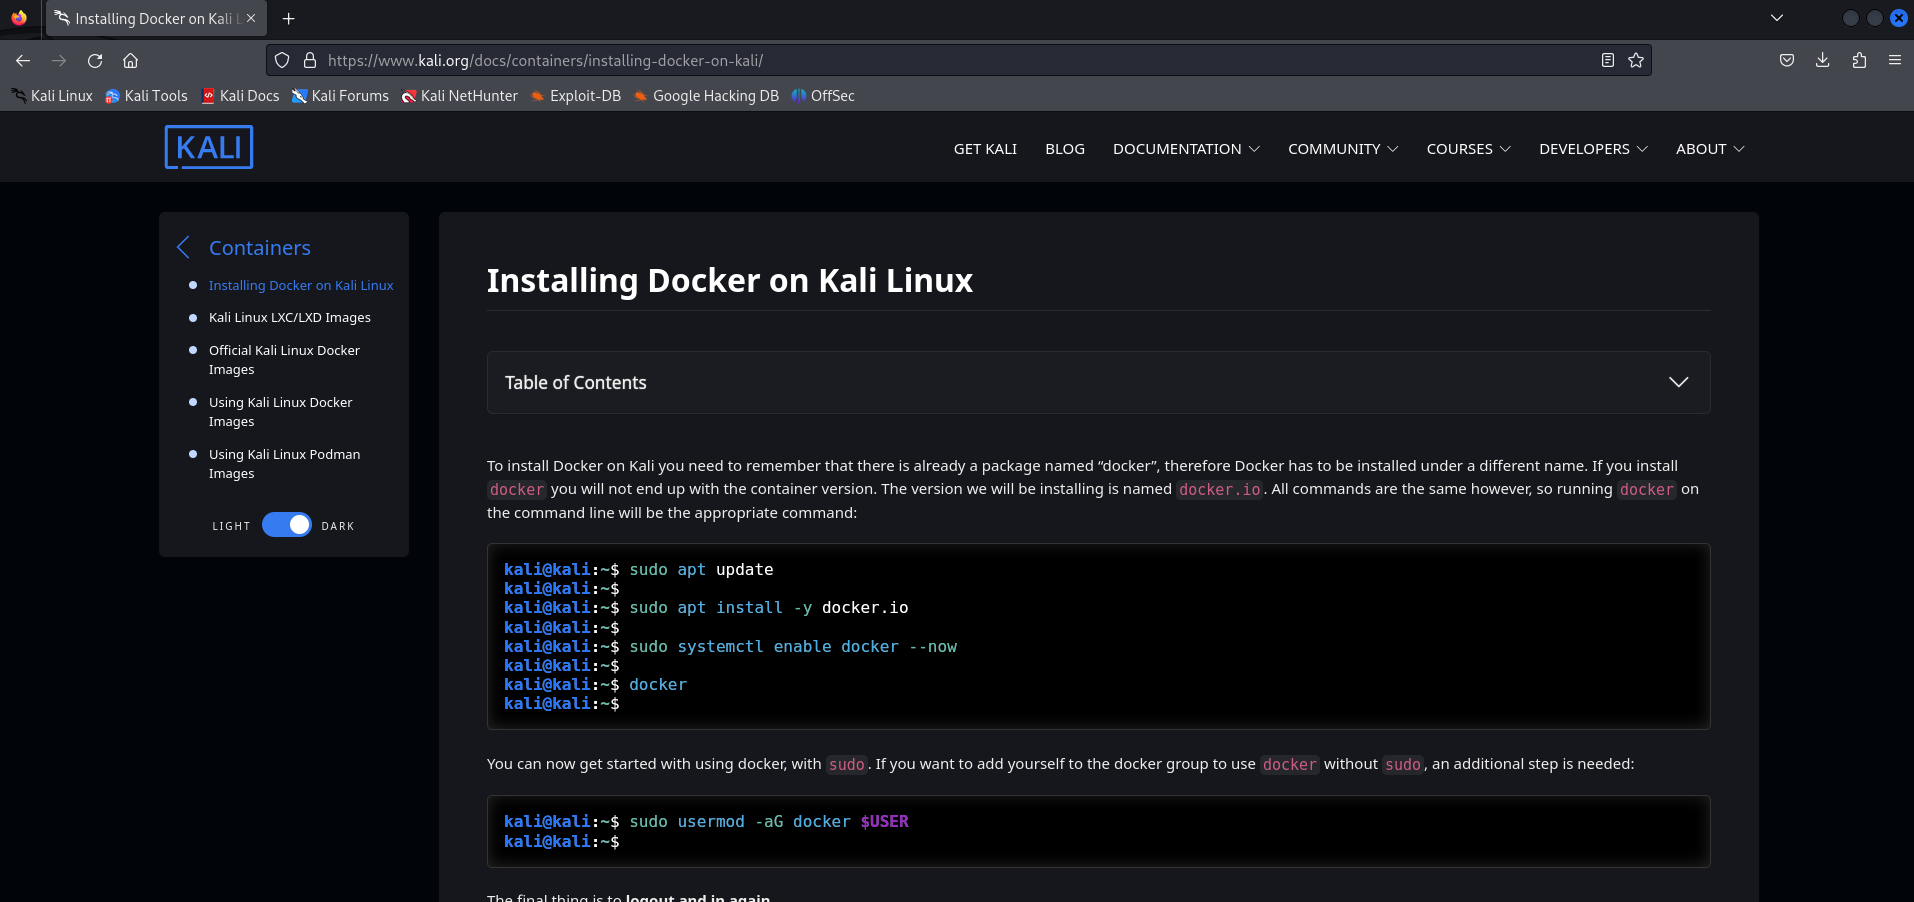 Installing Docker on Kali L
https://www.kali.org/docs/containers/installing-docker-on-kali/
Kali Linux Kali Tools Kali Docs Kali Forums Kali NetHunter Exploit-DB Google Hacking DB OffSec
KALI GET KALI BLOG DOCUMENTATION COMMUNITY COURSES DEVELOPERS ABOUT
Containers
Installing Docker on Kali Linux
Kali Linux LXC/LXD Images
Official Kali Linux Docker
Images
Using Kali Linux Docker
Images
Using Kali Linux Podman
Images
LIGHT DARK
Installing Docker on Kali Linux
Table of Contents
To install Docker on Kali you need to remember that there is already a package named “docker”, therefore Docker has to be installed under a different name. If you install
docker you will not end up with the container version. The version we will be installing is named docker.io. All commands are the same however, so running docker on
the command line will be the appropriate command:
kali@kali:~$ sudo apt update
kali@kali:~$
kali@kali:~$ sudo apt install -y docker.io
kali@kali:~$
kali@kali:~$ sudo systemctl enable docker --now
kali@kali:~$
kali@kali:~$ docker
kali@kali:~$
You can now get started with using docker, with sudo. If you want to add yourself to the docker group to use docker without sudo, an additional step is needed:
kali@kali:~$ sudo usermod -aG docker $USER
kali@kali:~$
The final thing is to logout and in again